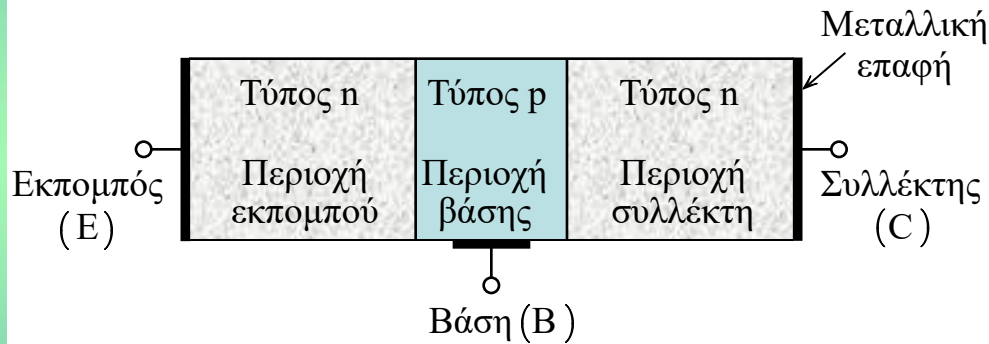 Μεταλλική
επαφή
Τύπος n
Τύπος p
Τύπος n
Περιοχή
εκπομπού
Περιοχή
βάσης
Περιοχή
συλλέκτη
Εκπομπός
(E)
Συλλέκτης
(C)
Βάση (B)